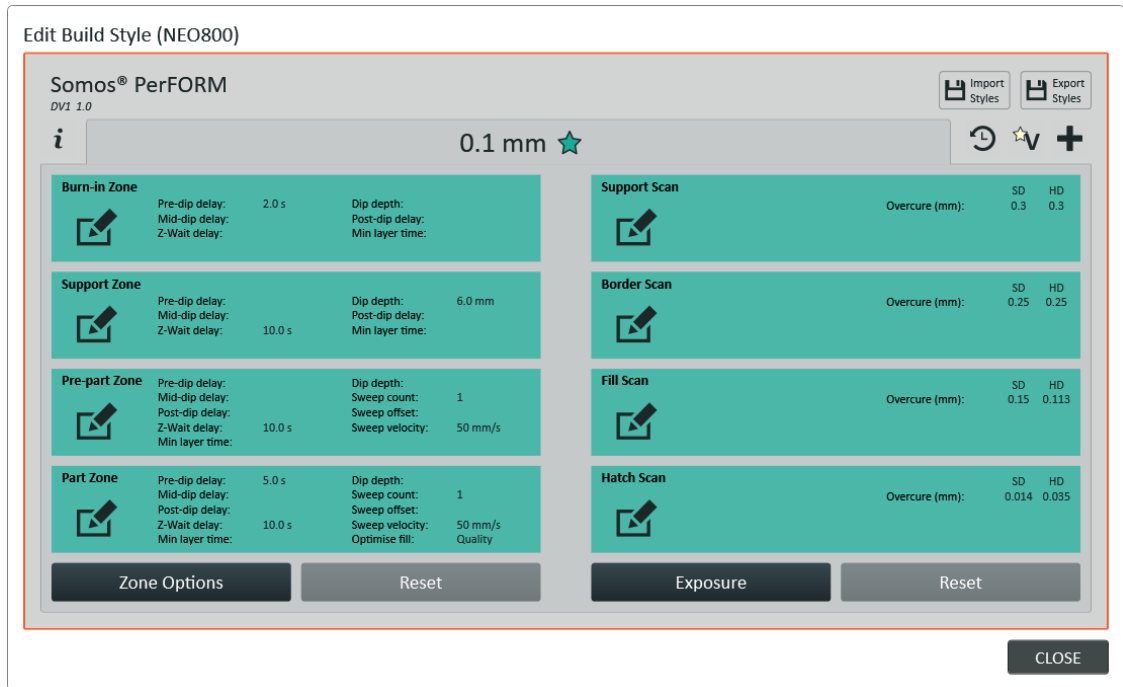 Edit Build Style (NEO800)
Somos® PerFORM
DV1 1.0
Import
Styles
Export
Styles
i
0.1 mm
V
Burn-in Zone
Pre-dip delay: 2.0 s Dip depth:
Mid-dip delay: Post-dip delay:
Z-Wait delay: Min layer time:
Support Zone
Pre-dip delay: Dip depth: 6.0 mm
Mid-dip delay: Post-dip delay:
Z-Wait delay: 10.0 s Min layer time:
Pre-part Zone
Pre-dip delay: Dip depth:
Mid-dip delay: Sweep count: 1
Post-dip delay: Sweep offset:
Z-Wait delay: 10.0 s Sweep velocity: 50 mm/s
Min layer time:
Part Zone
Pre-dip delay: 5.0 s Dip depth:
Mid-dip delay: Sweep count: 1
Post-dip delay: Sweep offset:
Z-Wait delay: 10.0 s Sweep velocity: 50 mm/s
Min layer time: Optimise fill: Quality
Zone Options
Reset
Support Scan
SD HD
Overcure (mm): 0.3 0.3
Border Scan
SD HD
Overcure (mm): 0.25 0.25
Fill Scan
SD HD
Overcure (mm): 0.15 0.113
Hatch Scan
SD HD
Overcure (mm): 0.014 0.035
Exposure
Reset
CLOSE